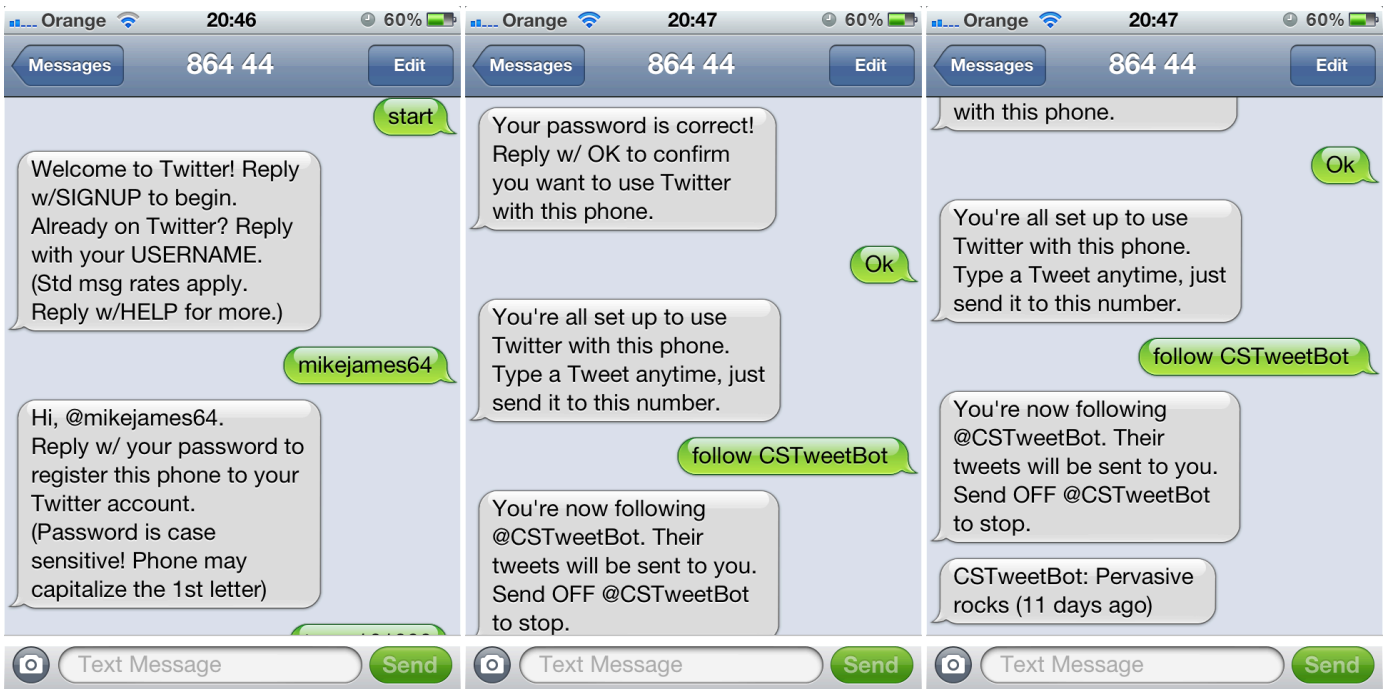 Orange 20:46 60%
Messages 864 44 Edit
start
Welcome to Twitter! Reply
w/SIGNUP to begin.
Already on Twitter? Reply
with your USERNAME.
(Std msg rates apply.
Reply w/HELP for more.)
mikejames64
Hi, @mikejames64.
Reply w/ your password to
register this phone to your
Twitter account.
(Password is case
sensitive! Phone may
capitalize the 1st letter)
Text Message Send
Orange 20:47 60%
Messages 864 44 Edit
Your password is correct!
Reply w/ OK to confirm
you want to use Twitter
with this phone.
Ok
You're all set up to use
Twitter with this phone.
Type a Tweet anytime, just
send it to this number.
follow CSTweetBot
You're now following
@CSTweetBot. Their
tweets will be sent to you.
Send OFF @CSTweetBot
to stop.
Text Message Send
Orange 20:47 60%
Messages 864 44 Edit
with this phone.
Ok
You're all set up to use
Twitter with this phone.
Type a Tweet anytime, just
send it to this number.
follow CSTweetBot
You're now following
@CSTweetBot. Their
tweets will be sent to you.
Send OFF @CSTweetBot
to stop.
CSTweetBot: Pervasive
rocks (11 days ago)
Text Message Send